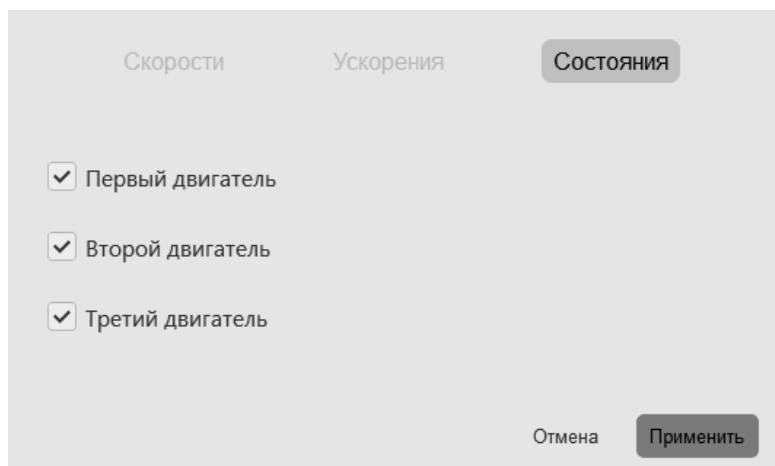 Скорости Ускорения Состояния
Первый двигатель
Второй двигатель
Третий двигатель
Отмена Применить